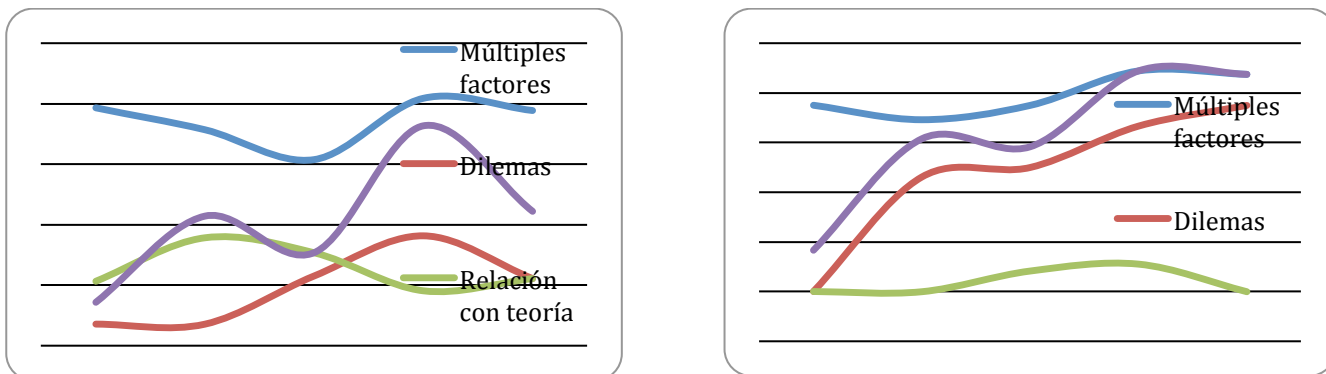 Múltiples
factores
Dilemas
Relación
con teoría
Múltiples
factores
Dilemas